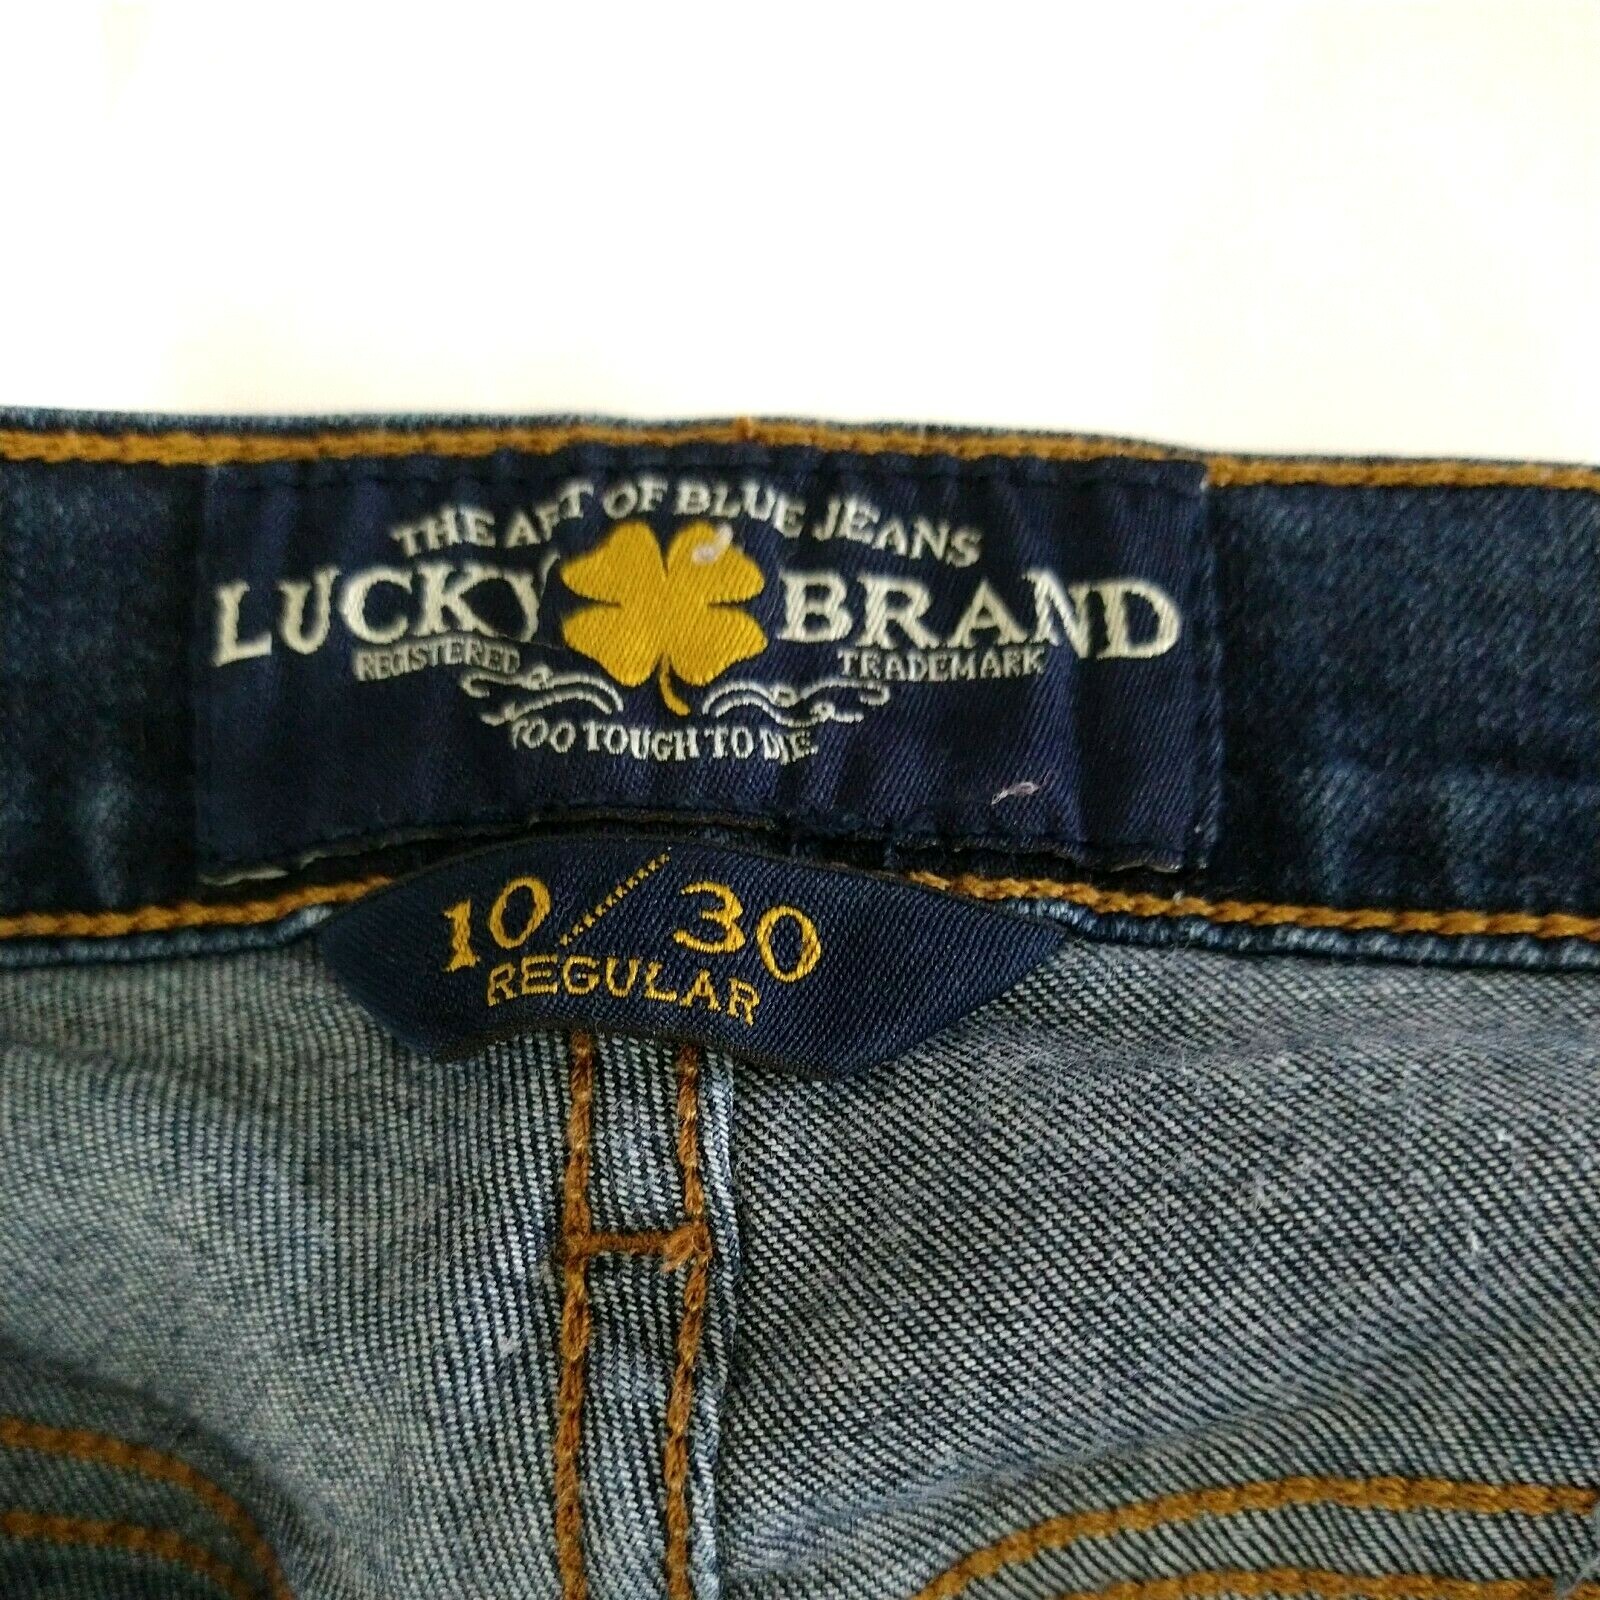 THE ART OF BLUE JEANS
LUCKY BRAND
REGISTERED TRADEMARK
TOO TOUGH TO DIE.
10/30
REGULAR